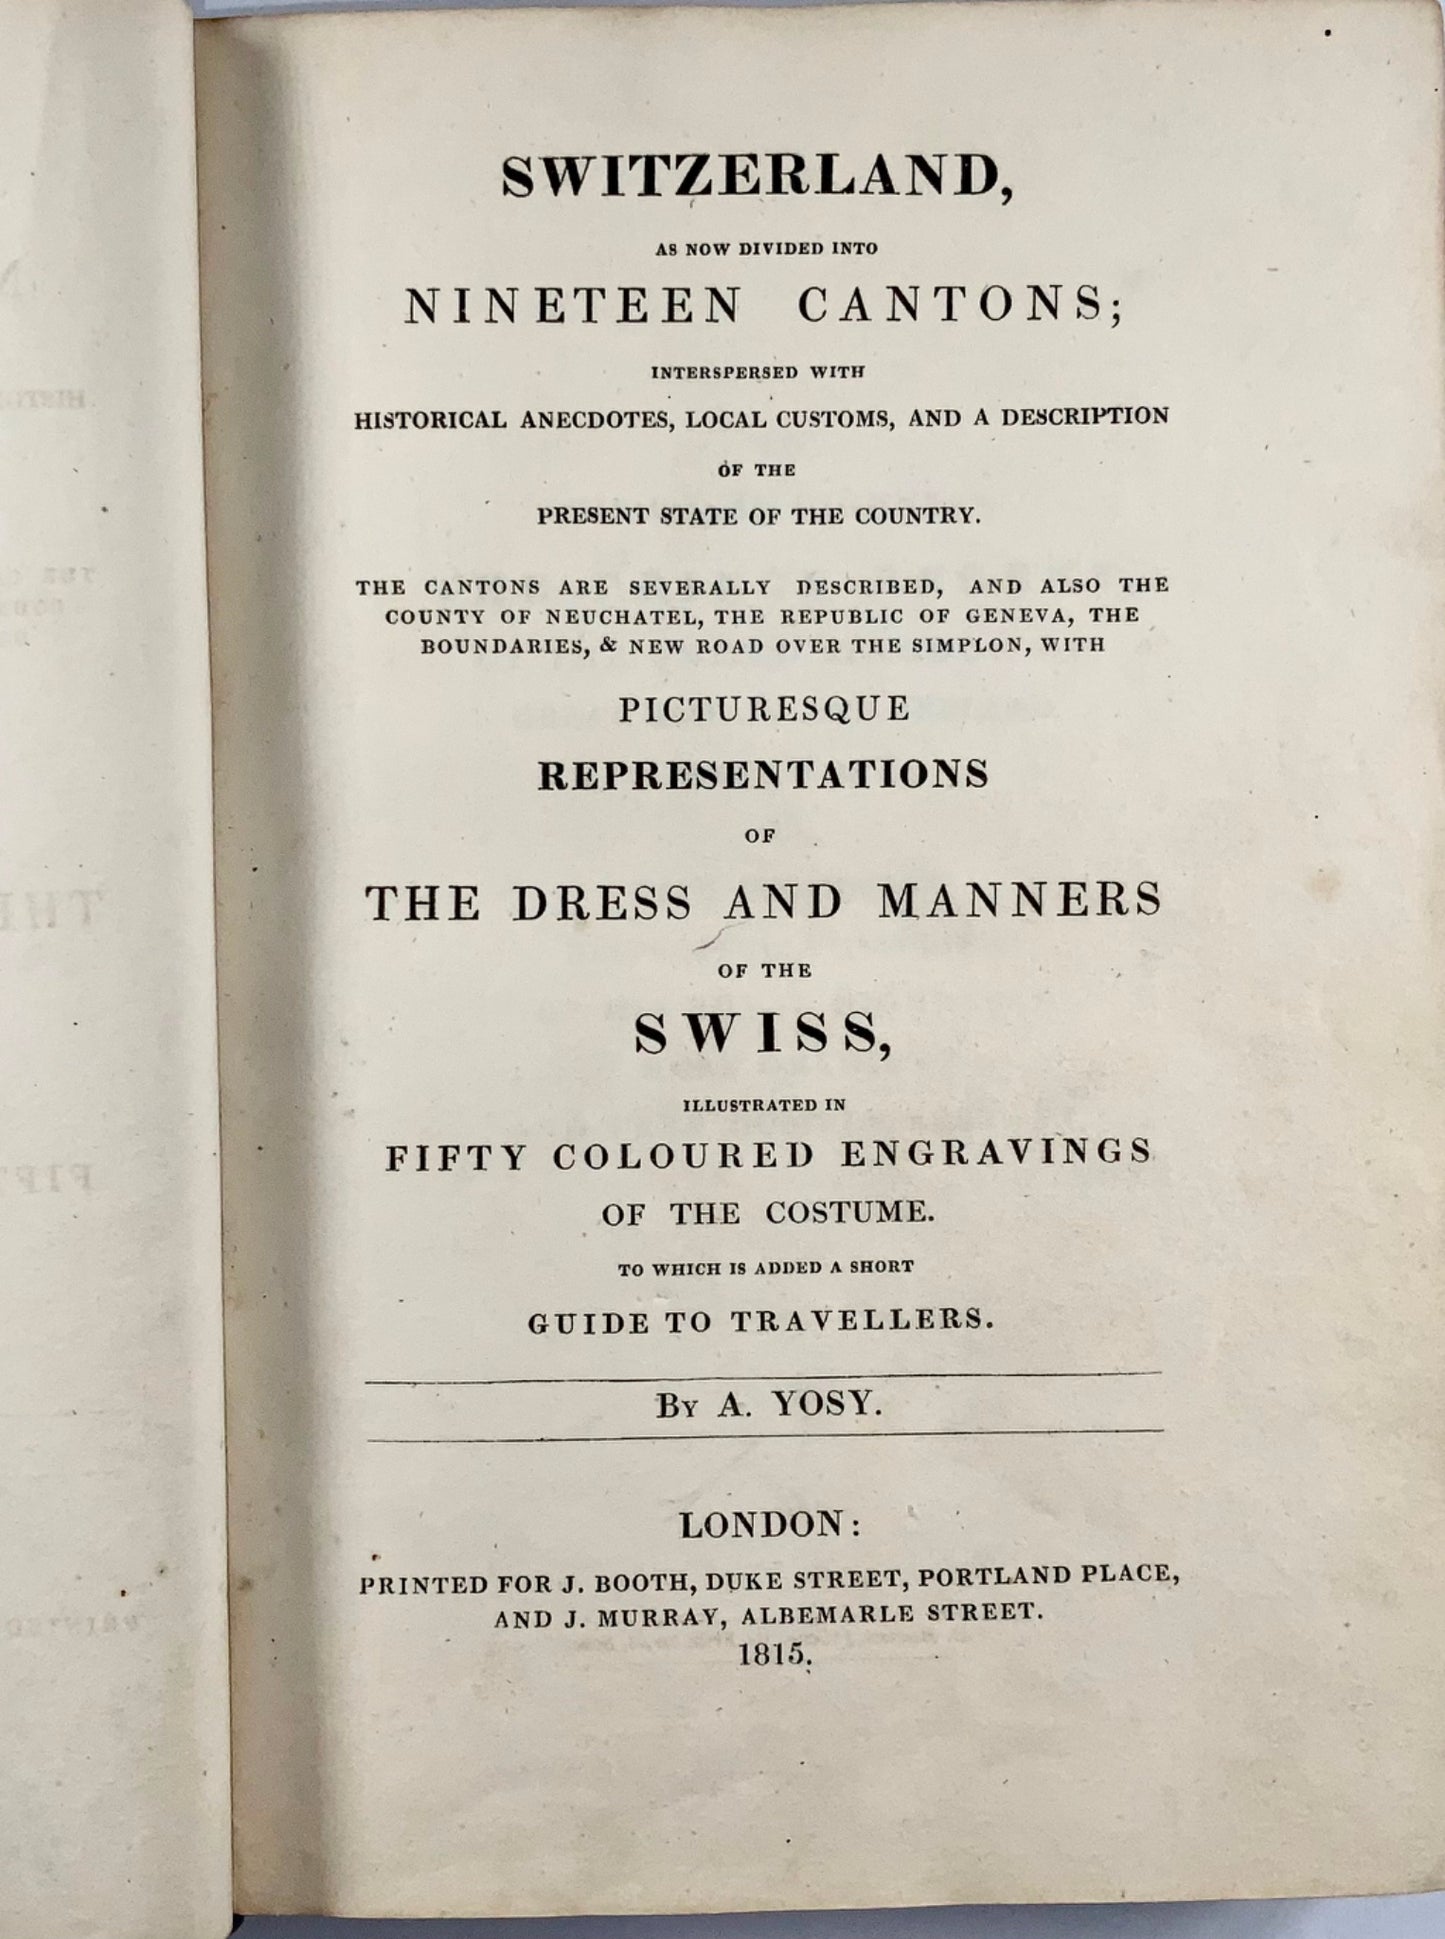 SWITZERLAND,
AS NOW DIVIDED INTO
NINETEEN CANTONS;
INTERSPERSED WITH
HISTORICAL ANECDOTES, LOCAL CUSTOMS, AND A DESCRIPTION
OF THE
PRESENT STATE OF THE COUNTRY.
THE CANTONS ARE SEVERALLY DESCRIBED, AND ALSO THE
COUNTY OF NEUCHATEL, THE REPUBLIC OF GENEVA, THE
BOUNDARIES, & NEW ROAD OVER THE SIMPLON, WITH
PICTURESQUE
REPRESENTATIONS
OF
THE DRESS AND MANNERS
OF THE
SWISS,
ILLUSTRATED IN
FIFTY COLOURED ENGRAVINGS
OF THE COSTUME.
TO WHICH IS ADDED A SHORT
GUIDE TO TRAVELLERS.
BY A. YOSY.
LONDON:
PRINTED FOR J. BOOTH, DUKE STREET, PORTLAND PLACE,
AND J. MURRAY, ALBEMARLE STREET.
1815.